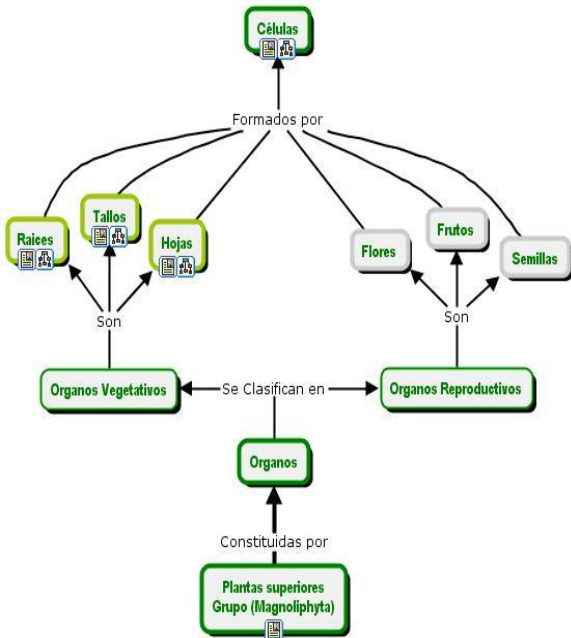 Células
Formados por
Raices
Tallos
Hojas
Flores
Frutos
Semillas
Son
Son
Organos Vegetativos
Se Clasifican en
Organos Reproductivos
Organos
Constituidas por
Plantas superiores
Grupo (Magnoliphyta)